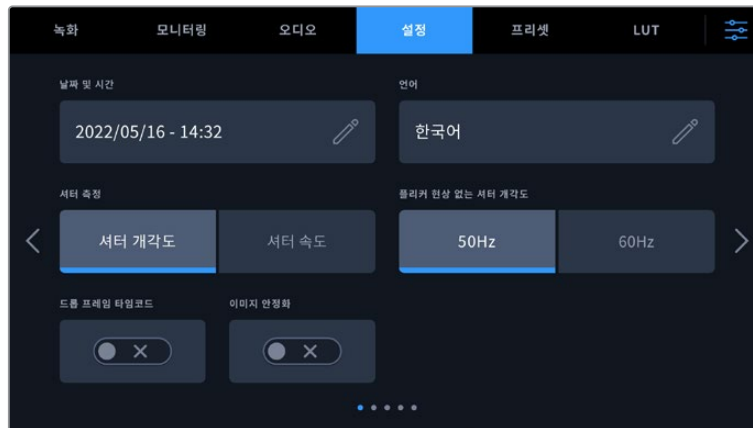 녹화 모니터링 오디오 설정 프리셋 LUT
날짜 및 시간 언어
2022/05/16 - 14:32 한국어
셔터 측정 플리커 현상 없는 셔터 개각도
셔터 개각도 셔터 속도 50Hz 60Hz
드롭 프레임 타임코드 이미지 안정화